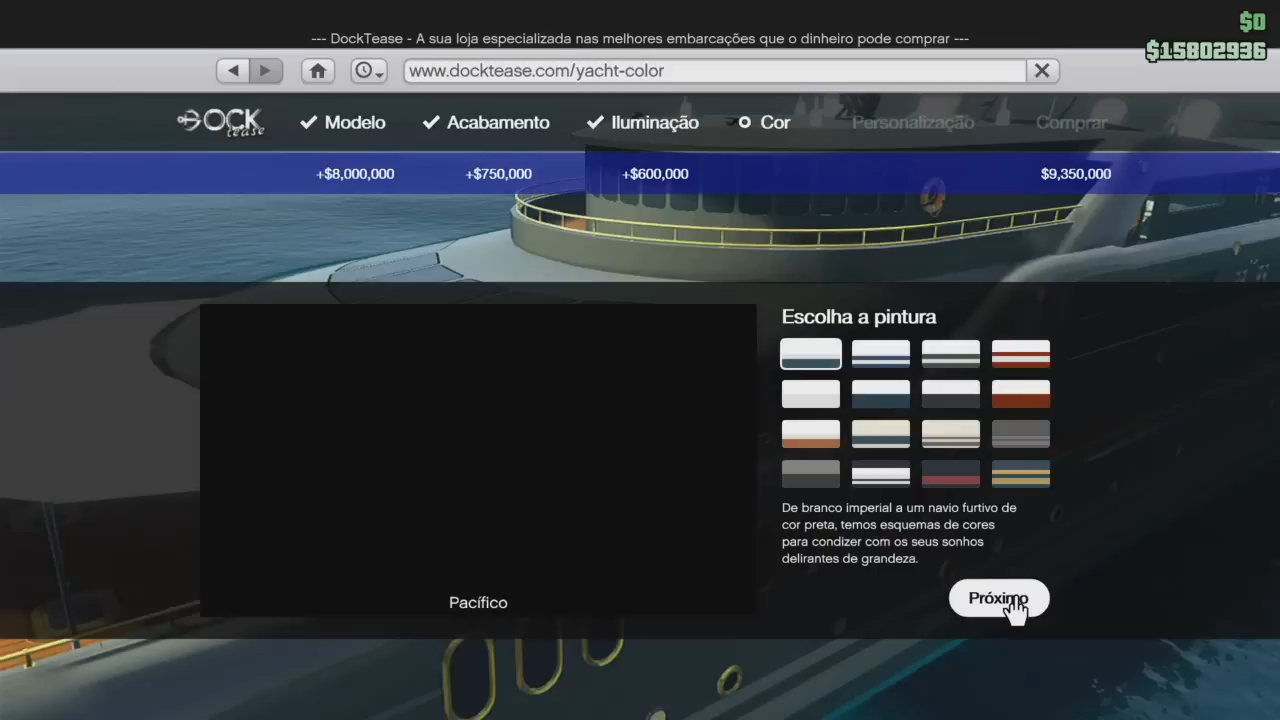 $0
--- DockTease - A sua loja especializada nas melhores embarcações que o dinheiro pode comprar ---
$15802936
www.docktease.com/yacht-color
DOCK tease
Modelo
Acabamento
Iluminação
Cor
Personalização
Comprar
+$8,000,000
+$750,000
+$600,000
$9,350,000
Escolha a pintura
De branco imperial a um navio furtivo de
cor preta, temos esquemas de cores
para condizer com os seus sonhos
delirantes de grandeza.
Próximo
Pacífico